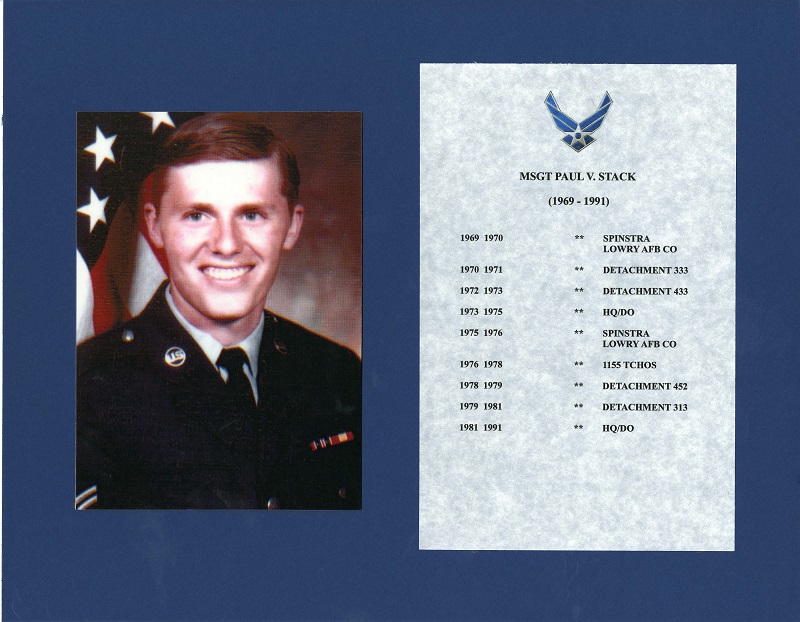 US
MSGT PAUL V. STACK
(1969 - 1991)
1969 1970 ** SPINSTRA
LOWRY AFB CO
1970 1971 ** DETACHMENT 333
1972 1973 ** DETACHMENT 433
1973 1975 ** HQ/DO
1975 1976 ** SPINSTRA
LOWRY AFB CO
1976 1978 ** 1155 TCHOS
1978 1979 ** DETACHMENT 452
1979 1981 ** DETACHMENT 313
1981 1991 ** HQ/DO